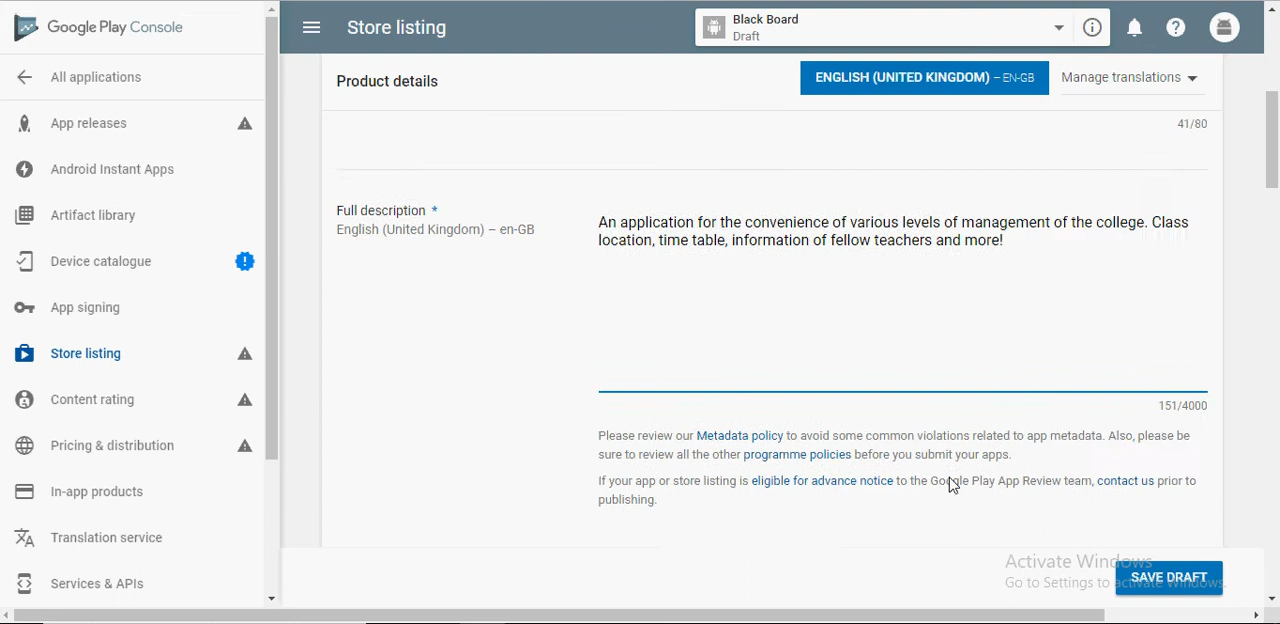 Google Play Console
Store listing
Black Board
Draft
All applications
App releases
Android Instant Apps
Artifact library
Device catalogue
App signing
Store listing
Content rating
Pricing & distribution
In-app products
Translation service
Services & APIs
Product details
ENGLISH (UNITED KINGDOM) – EN-GB
Manage translations
41/80
Full description *
English (United Kingdom) – en-GB
An application for the convenience of various levels of management of the college. Class
location, time table, information of fellow teachers and more!
151/4000
Please review our Metadata policy to avoid some common violations related to app metadata. Also, please be
sure to review all the other programme policies before you submit your apps.
If your app or store listing is eligible for advance notice to the Google Play App Review team, contact us prior to
publishing.
Activate Windows
Go to Settings to activate Windows.
SAVE DRAFT